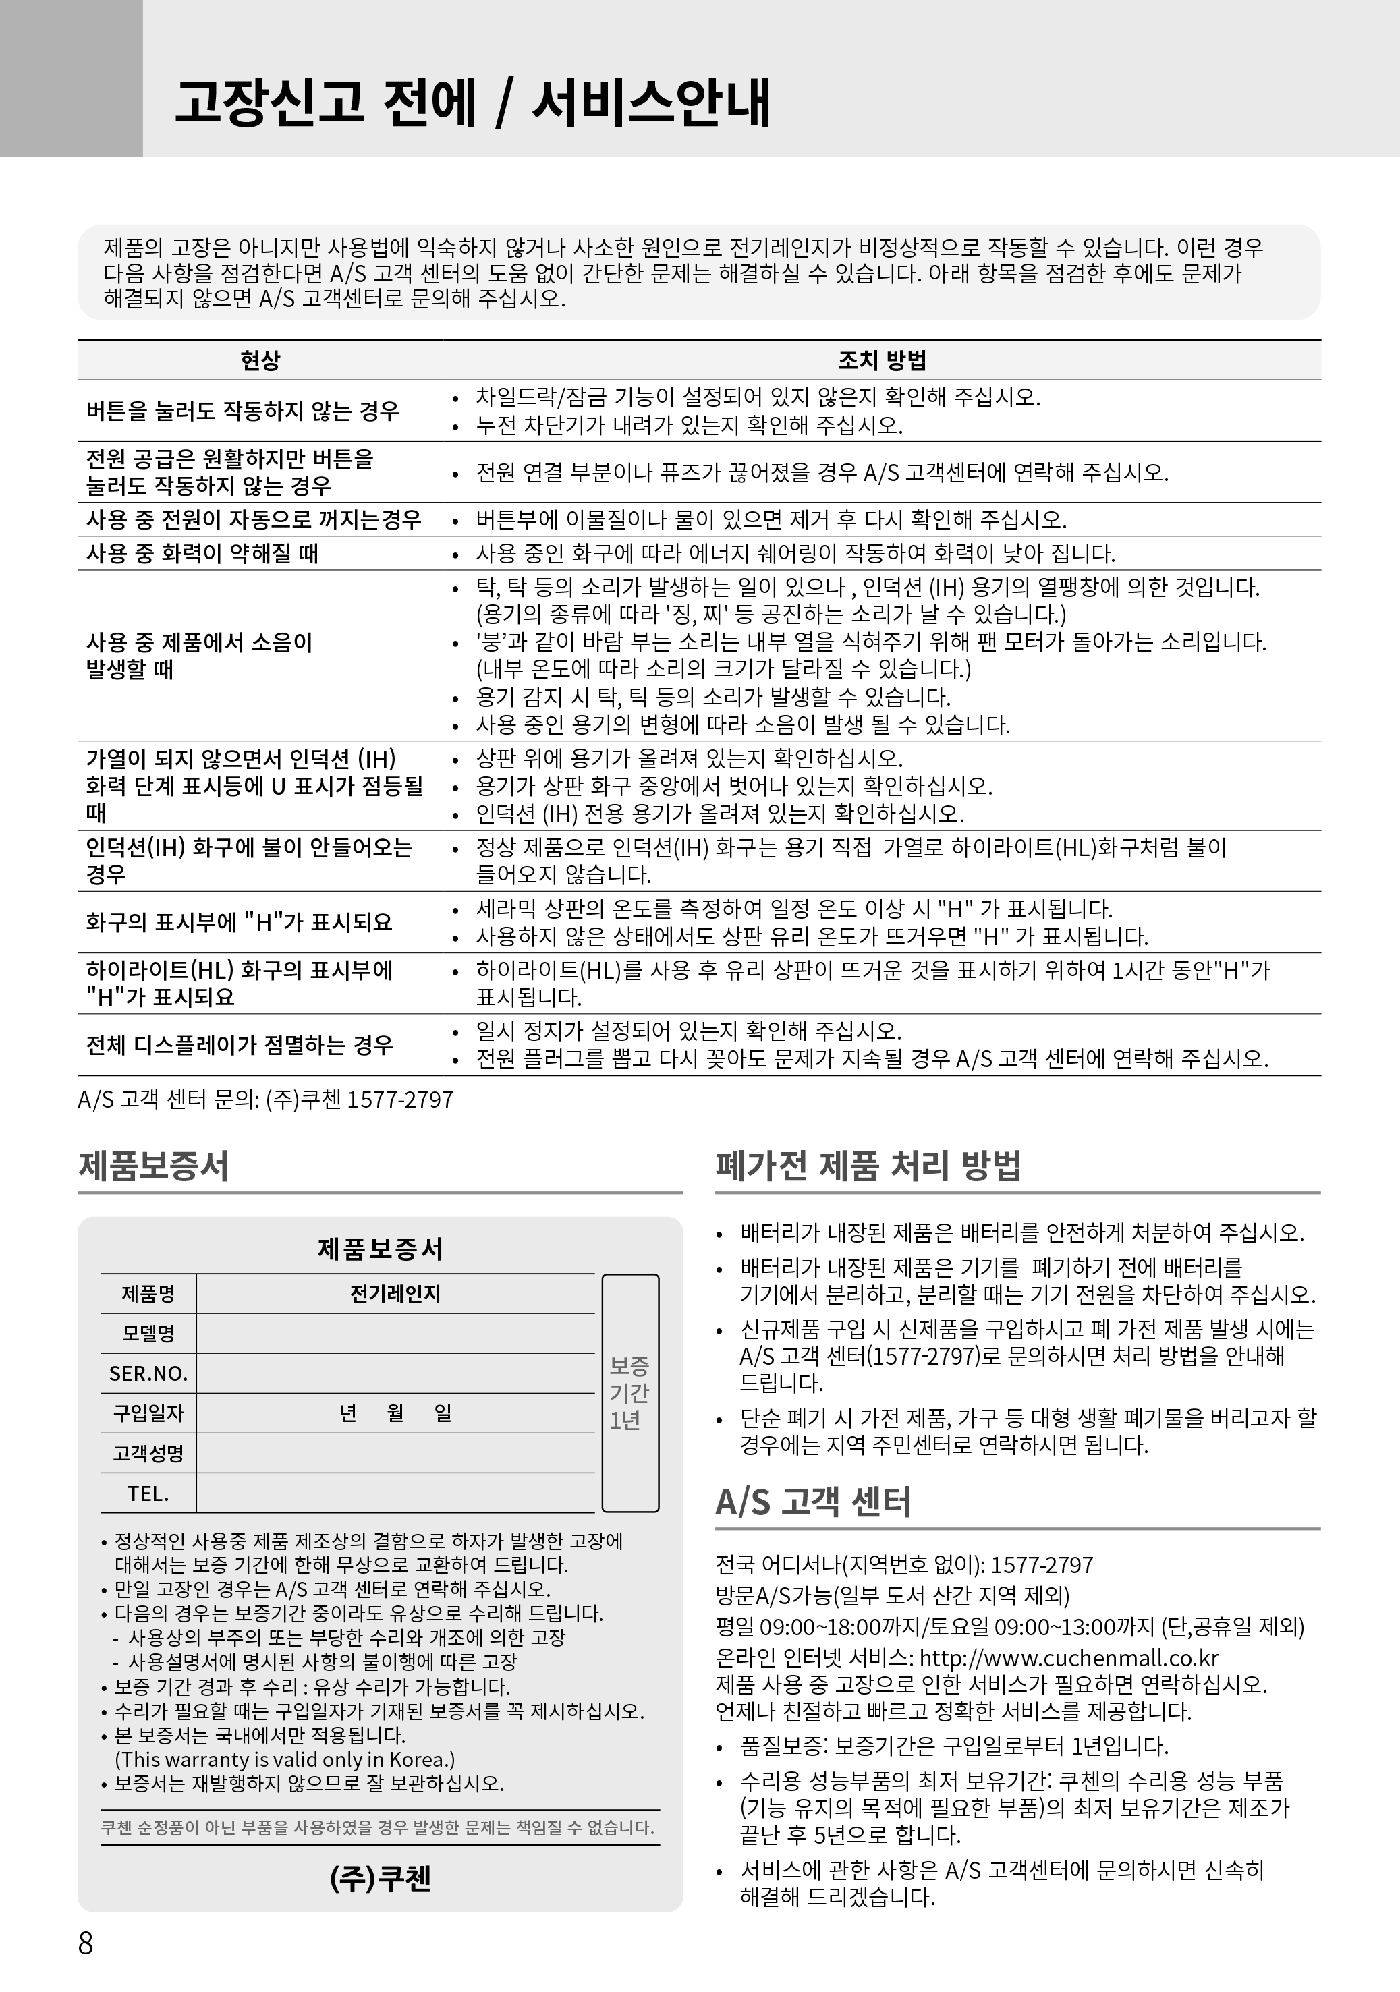 고장신고 전에 / 서비스안내
제품의 고장은 아니지만 사용법에 익숙하지 않거나 사소한 원인으로 전기레인지가 비정상적으로 작동할 수 있습니다. 이런 경우
다음 사항을 점검한다면 A/S 고객 센터의 도움 없이 간단한 문제는 해결하실 수 있습니다. 아래 항목을 점검한 후에도 문제가
해결되지 않으면 A/S 고객센터로 문의해 주십시오.
현상 조치 방법
버튼을 눌러도 작동하지 않는 경우
• 차일드락/잠금 기능이 설정되어 있지 않은지 확인해 주십시오.
• 누전 차단기가 내려가 있는지 확인해 주십시오.
전원 공급은 원활하지만 버튼을
눌러도 작동하지 않는 경우
• 전원 연결 부분이나 퓨즈가 끊어졌을 경우 A/S 고객센터에 연락해 주십시오.
사용 중 전원이 자동으로 꺼지는경우
• 버튼부에 이물질이나 물이 있으면 제거 후 다시 확인해 주십시오.
사용 중 화력이 약해질 때
• 사용 중인 화구에 따라 에너지 쉐어링이 작동하여 화력이 낮아 집니다.
사용 중 제품에서 소음이
발생할 때
• 탁, 탁 등의 소리가 발생하는 일이 있으나 , 인덕션 (IH) 용기의 열팽창에 의한 것입니다.
(용기의 종류에 따라 '징, 찌' 등 공진하는 소리가 날 수 있습니다.)
• '붕’과 같이 바람 부는 소리는 내부 열을 식혀주기 위해 팬 모터가 돌아가는 소리입니다.
(내부 온도에 따라 소리의 크기가 달라질 수 있습니다.)
• 용기 감지 시 탁, 틱 등의 소리가 발생할 수 있습니다.
• 사용 중인 용기의 변형에 따라 소음이 발생 될 수 있습니다.
가열이 되지 않으면서 인덕션 (IH)
화력 단계 표시등에 U 표시가 점등될
때
• 상판 위에 용기가 올려져 있는지 확인하십시오.
• 용기가 상판 화구 중앙에서 벗어나 있는지 확인하십시오.
• 인덕션 (IH) 전용 용기가 올려져 있는지 확인하십시오.
인덕션(IH) 화구에 불이 안들어오는
경우
• 정상 제품으로 인덕션(IH) 화구는 용기 직접 가열로 하이라이트(HL)화구처럼 불이
들어오지 않습니다.
화구의 표시부에 "H"가 표시되요
• 세라믹 상판의 온도를 측정하여 일정 온도 이상 시 "H" 가 표시됩니다.
• 사용하지 않은 상태에서도 상판 유리 온도가 뜨거우면 "H" 가 표시됩니다.
하이라이트(HL) 화구의 표시부에
"H"가 표시되요
• 하이라이트(HL)를 사용 후 유리 상판이 뜨거운 것을 표시하기 위하여 1시간 동안"H"가
표시됩니다.
전체 디스플레이가 점멸하는 경우
• 일시 정지가 설정되어 있는지 확인해 주십시오.
• 전원 플러그를 뽑고 다시 꽂아도 문제가 지속될 경우 A/S 고객 센터에 연락해 주십시오.
A/S 고객 센터 문의: (주)쿠첸 1577-2797
제품보증서
제품보증서
제품명 전기레인지
모델명
SER.NO.
구입일자 년 월 일
고객성명
TEL.
보증
기간
1년
• 정상적인 사용중 제품 제조상의 결함으로 하자가 발생한 고장에
대해서는 보증 기간에 한해 무상으로 교환하여 드립니다.
• 만일 고장인 경우는 A/S 고객 센터로 연락해 주십시오.
• 다음의 경우는 보증기간 중이라도 유상으로 수리해 드립니다.
- 사용상의 부주의 또는 부당한 수리와 개조에 의한 고장
- 사용설명서에 명시된 사항의 불이행에 따른 고장
• 보증 기간 경과 후 수리 : 유상 수리가 가능합니다.
• 수리가 필요할 때는 구입일자가 기재된 보증서를 꼭 제시하십시오.
• 본 보증서는 국내에서만 적용됩니다.
(This warranty is valid only in Korea.)
• 보증서는 재발행하지 않으므로 잘 보관하십시오.
쿠첸 순정품이 아닌 부품을 사용하였을 경우 발생한 문제는 책임질 수 없습니다.
(주)쿠첸
폐가전 제품 처리 방법
• 배터리가 내장된 제품은 배터리를 안전하게 처분하여 주십시오.
• 배터리가 내장된 제품은 기기를 폐기하기 전에 배터리를
기기에서 분리하고, 분리할 때는 기기 전원을 차단하여 주십시오.
• 신규제품 구입 시 신제품을 구입하시고 폐 가전 제품 발생 시에는
A/S 고객 센터(1577-2797)로 문의하시면 처리 방법을 안내해
드립니다.
• 단순 폐기 시 가전 제품, 가구 등 대형 생활 폐기물을 버리고자 할
경우에는 지역 주민센터로 연락하시면 됩니다.
A/S 고객 센터
전국 어디서나(지역번호 없이): 1577-2797
방문A/S가능(일부 도서 산간 지역 제외)
평일 09:00~18:00까지/토요일 09:00~13:00까지 (단,공휴일 제외)
온라인 인터넷 서비스: http://www.cuchenmall.co.kr
제품 사용 중 고장으로 인한 서비스가 필요하면 연락하십시오.
언제나 친절하고 빠르고 정확한 서비스를 제공합니다.
• 품질보증: 보증기간은 구입일로부터 1년입니다.
• 수리용 성능부품의 최저 보유기간: 쿠첸의 수리용 성능 부품
(기능 유지의 목적에 필요한 부품)의 최저 보유기간은 제조가
끝난 후 5년으로 합니다.
• 서비스에 관한 사항은 A/S 고객센터에 문의하시면 신속히
해결해 드리겠습니다.
8